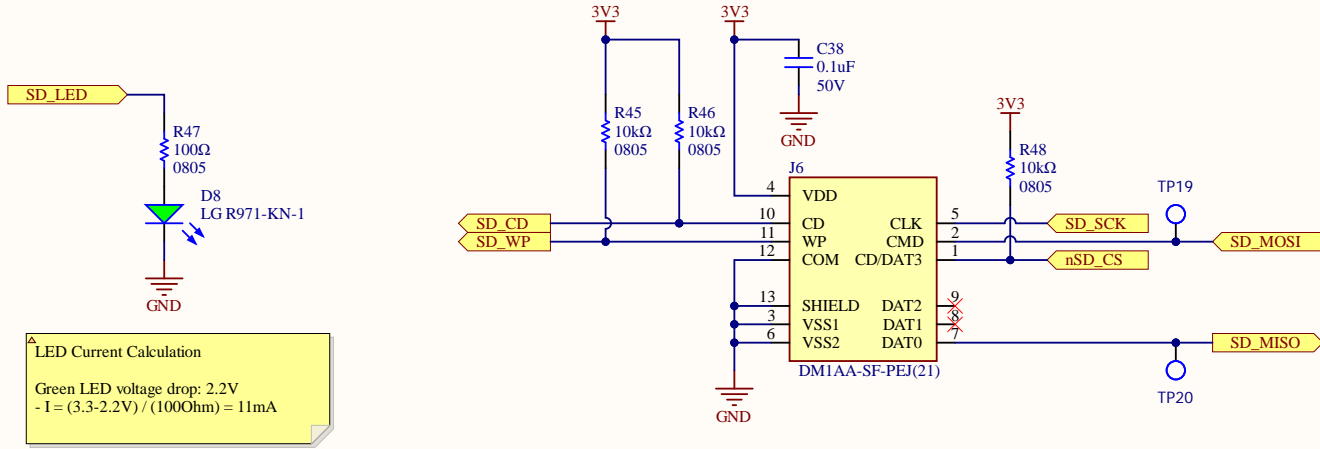 3V3
3V3
C38
0.1uF
50V
GND
SD_LED
R47
100Ω
0805
D8
LG R971-KN-1
GND
R45
10kΩ
0805
R46
10kΩ
0805
3V3
R48
10kΩ
0805
J6
4 VDD
10 CD
11 WP
12 COM
13 SHIELD
3 VSS1
6 VSS2
CLK 5
CMD 2
CD/DAT3 1
DAT2 9
DAT1 8
DAT0 7
DM1AA-SF-PEJ(21)
SD_CD
SD_WP
GND
TP19
SD_SCK
SD_MOSI
nSD_CS
SD_MISO
TP20
LED Current Calculation
Green LED voltage drop: 2.2V
- I = (3.3-2.2V) / (100Ohm) = 11mA